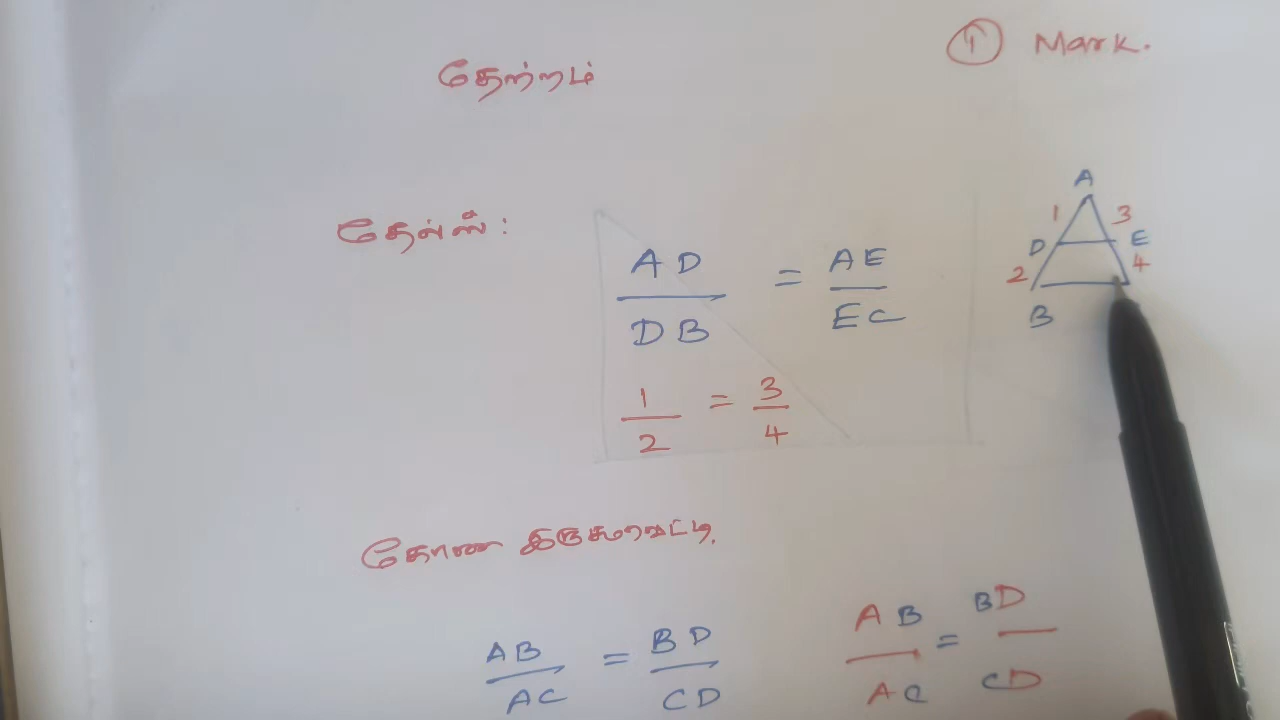 ① Mark.
தேற்றம்
A
1 3
தேல்ஸ் :
D E
AD/DB = AE/EC
2 4
B
1/2 = 3/4
கோண இருசமவெட்டி
AB/AC = BD/CD AB/AC = BD/CD